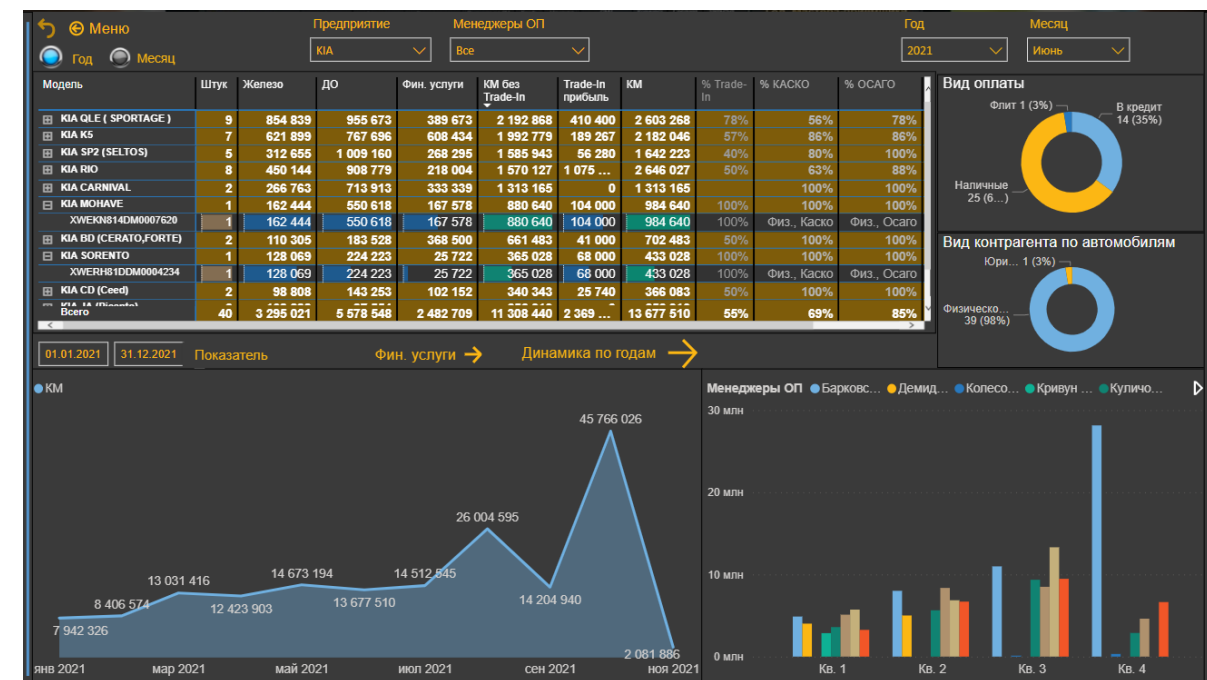 Меню
Предприятие
Менеджеры ОП
Год
Месяц
Год
Месяц
KIA
Все
2021
Июнь
Модель Штук Железо ДО Фин. услуги КМ без Trade-In Trade-In прибыль КМ % Trade-In % КАСКО % ОСАГО
KIA QLE ( SPORTAGE ) 9 854 839 955 673 389 673 2 192 868 410 400 2 603 268 78% 56% 78%
KIA K5 7 621 899 767 696 608 434 1 992 779 189 267 2 182 046 57% 86% 86%
KIA SP2 (SELTOS) 5 312 655 1 009 160 268 295 1 585 943 56 280 1 642 223 40% 80% 100%
KIA RIO 8 450 144 908 779 218 004 1 570 127 1 075 ... 2 646 027 50% 63% 88%
KIA CARNIVAL 2 266 763 713 913 333 339 1 313 165 0 1 313 165 100% 100%
KIA MOHAVE 1 162 444 550 618 167 578 880 640 104 000 984 640 100% 100% 100%
XWEKN814DM0007620 1 162 444 550 618 167 578 880 640 104 000 984 640 100% Физ., Каско Физ., Осаго
KIA BD (CERATO,FORTE) 2 110 305 183 528 368 500 661 483 41 000 702 483 50% 100% 100%
KIA SORENTO 1 128 069 224 223 25 722 365 028 68 000 433 028 100% 100% 100%
XWERH81DDM0004234 1 128 069 224 223 25 722 365 028 68 000 433 028 100% Физ., Каско Физ., Осаго
KIA CD (Ceed) 2 98 808 143 253 102 152 340 343 25 740 366 083 50% 100% 100%
Всего 40 3 295 021 5 578 548 2 482 709 11 308 440 2 369 ... 13 677 510 55% 69% 85%
Вид оплаты
Флит 1 (3%)
В кредит
14 (35%)
Наличные
25 (6...)
Вид контрагента по автомобилям
Юри... 1 (3%)
Физическо...
39 (98%)
01.01.2021
31.12.2021
Показатель
Фин. услуги
Динамика по годам
КМ
45 766 026
26 004 595
13 031 416
14 673 194
14 512 545
8 406 574
12 423 903
13 677 510
14 204 940
7 942 326
2 081 886
янв 2021
мар 2021
май 2021
июл 2021
сен 2021
ноя 2021
Менеджеры ОП Барковс... Демид... Колесо... Кривун ... Куличо...
30 млн
20 млн
10 млн
0 млн
Кв. 1
Кв. 2
Кв. 3
Кв. 4